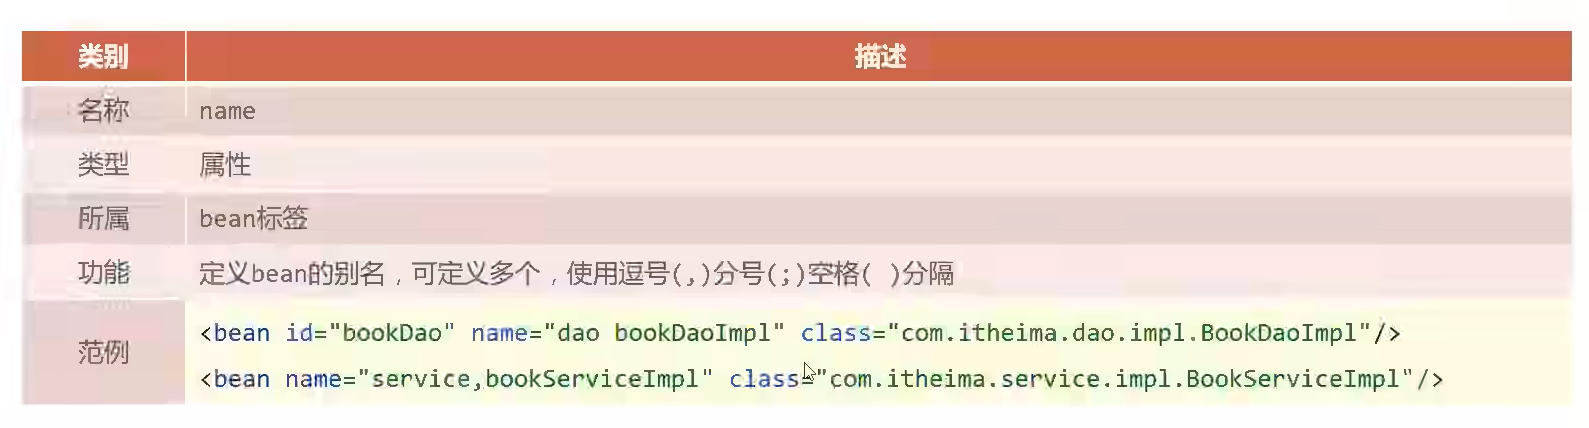 类别 描述
名称 name
类型 属性
所属 bean标签
功能 定义bean的别名，可定义多个，使用逗号(,)分号(;)空格( )分隔
范例
<bean id="bookDao" name="dao bookDaoImpl" class="com.itheima.dao.impl.BookDaoImpl"/>
<bean name="service,bookServiceImpl" class="com.itheima.service.impl.BookServiceImpl"/>